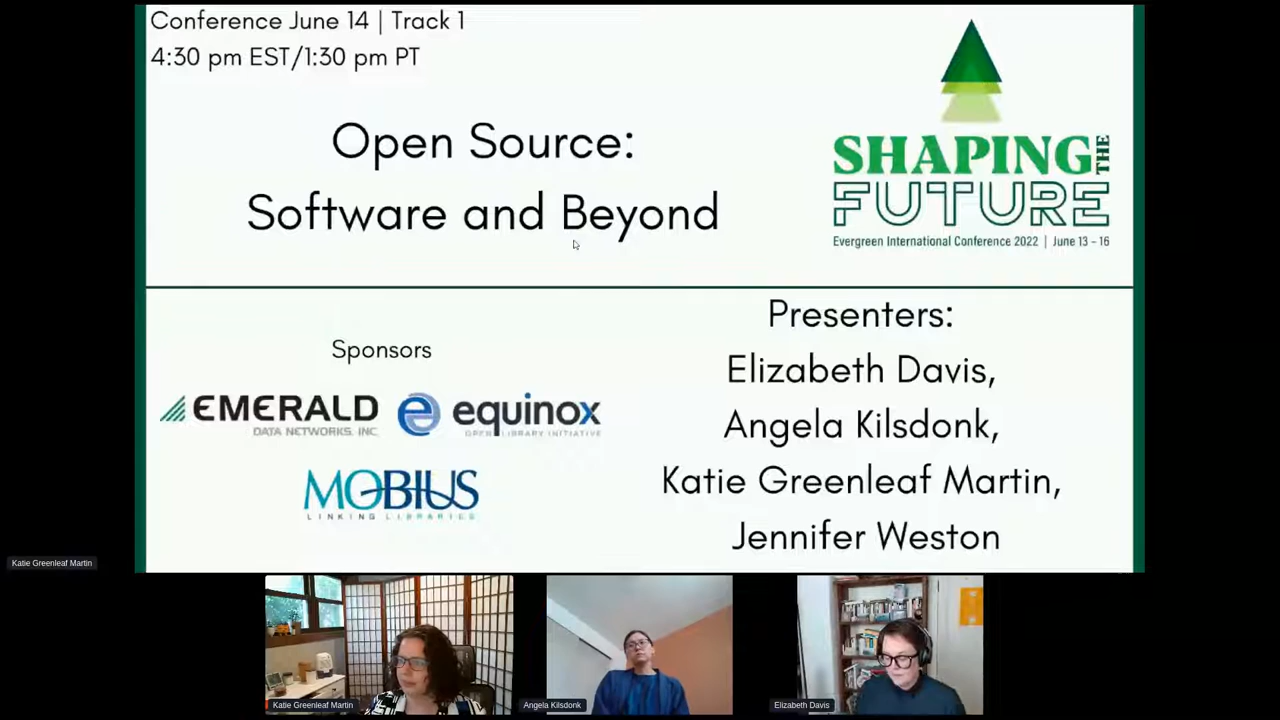 Conference June 14 | Track 1
4:30 pm EST/1:30 pm PT
Open Source:
Software and Beyond
SHAPING THE
FUTURE
Evergreen International Conference 2022 | June 13 - 16
Sponsors
EMERALD
DATA NETWORKS, INC
equinox
OPEN LIBRARY INITIATIVE
MOBIUS
LINKING LIBRARIES
Presenters:
Elizabeth Davis,
Angela Kilsdonk,
Katie Greenleaf Martin,
Jennifer Weston
Katie Greenleaf Martin
Katie Greenleaf Martin
Angela Kilsdonk
Elizabeth Davis